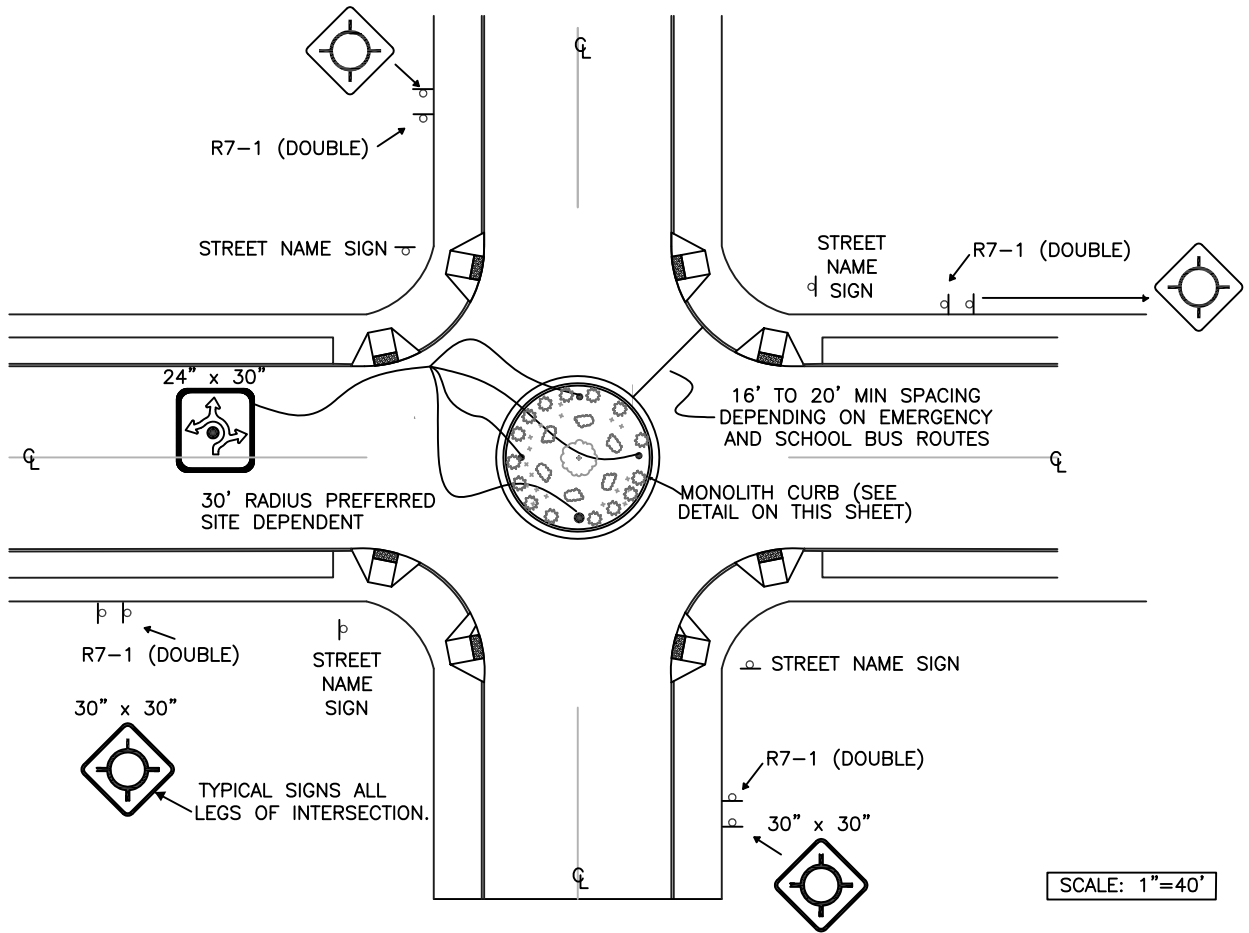 ℄
R7-1 (DOUBLE)
STREET NAME SIGN
STREET
NAME
SIGN
R7-1 (DOUBLE)
24" x 30"
16' TO 20' MIN SPACING
DEPENDING ON EMERGENCY
AND SCHOOL BUS ROUTES
℄
℄
30' RADIUS PREFERRED
SITE DEPENDENT
MONOLITH CURB (SEE
DETAIL ON THIS SHEET)
R7-1 (DOUBLE)
STREET
NAME
SIGN
STREET NAME SIGN
30" x 30"
TYPICAL SIGNS ALL
LEGS OF INTERSECTION.
R7-1 (DOUBLE)
30" x 30"
℄
SCALE: 1"=40'